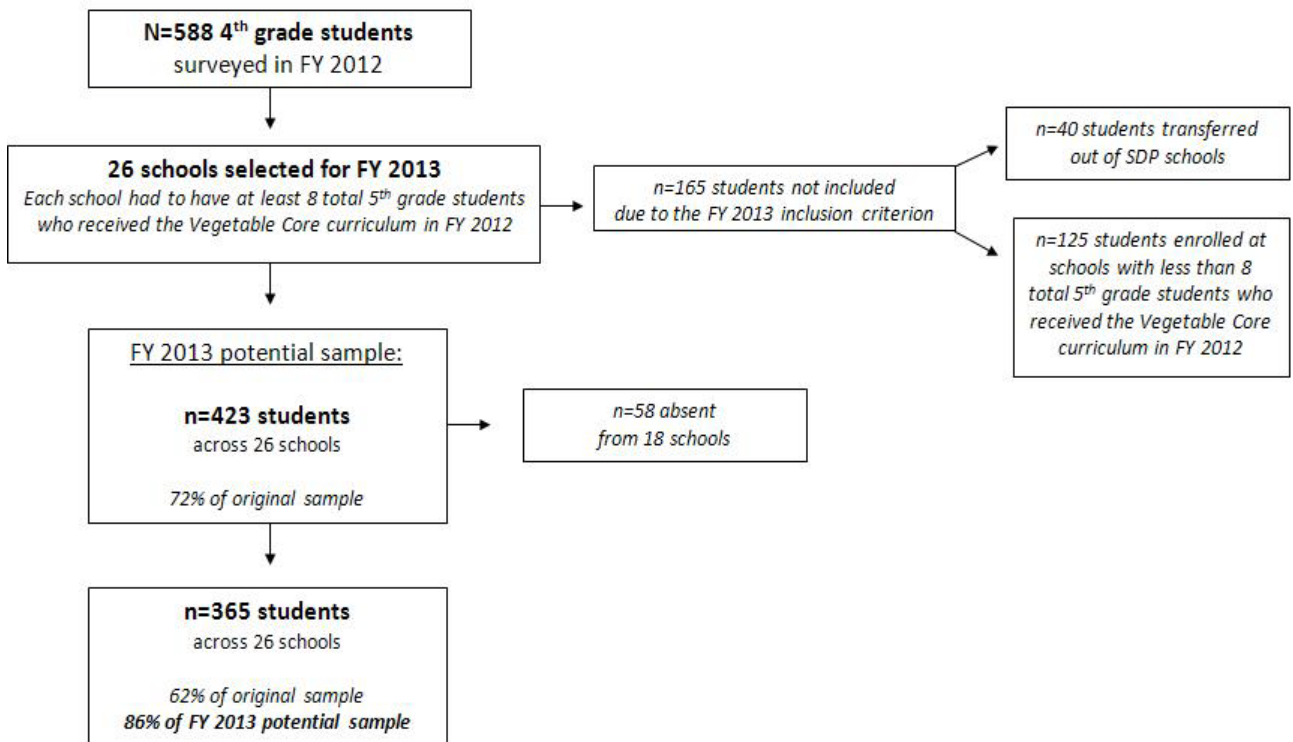 N=588 4th grade students
surveyed in FY 2012
26 schools selected for FY 2013
Each school had to have at least 8 total 5th grade students
who received the Vegetable Core curriculum in FY 2012
n=165 students not included
due to the FY 2013 inclusion criterion
n=40 students transferred
out of SDP schools
n=125 students enrolled at
schools with less than 8
total 5th grade students who
received the Vegetable Core
curriculum in FY 2012
FY 2013 potential sample:
n=423 students
across 26 schools
72% of original sample
n=58 absent
from 18 schools
n=365 students
across 26 schools
62% of original sample
86% of FY 2013 potential sample